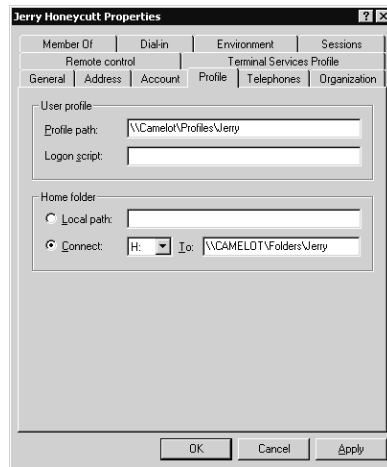 Jerry Honeycutt Properties
Member Of Dial-in Environment Sessions
Remote control Terminal Services Profile
General Address Account Profile Telephones Organization
User profile
Profile path: \\Camelot\Profiles\Jerry
Logon script:
Home folder
Local path:
Connect: H: To: \\CAMELOT\Folders\Jerry
OK Cancel Apply